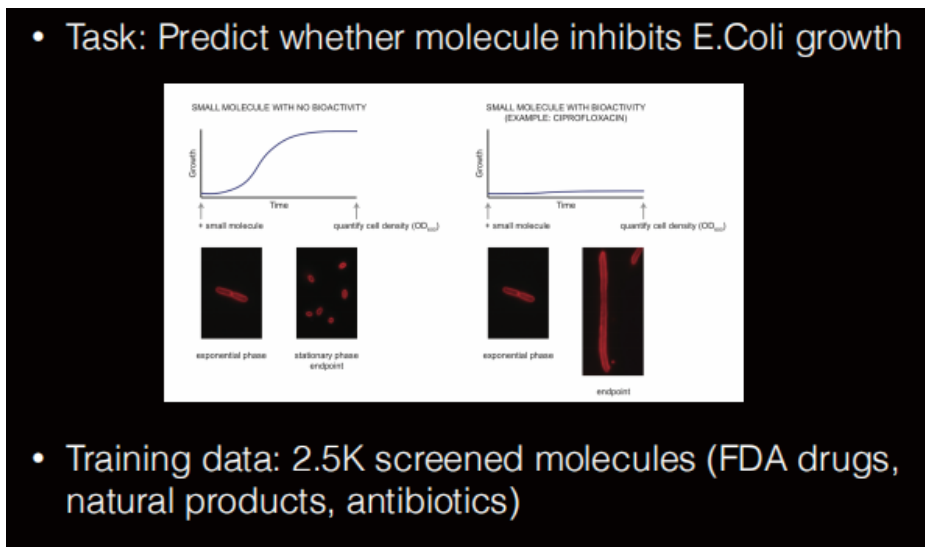 • Task: Predict whether molecule inhibits E.Coli growth
SMALL MOLECULE WITH NO BIOACTIVITY
Growth
Time
+ small molecule
quantify cell density (OD₆₀₀)
exponential phase
stationary phase
endpoint
SMALL MOLECULE WITH BIOACTIVITY
(EXAMPLE: CIPROFLOXACIN)
Growth
Time
+ small molecule
quantify cell density (OD₆₀₀)
exponential phase
endpoint
• Training data: 2.5K screened molecules (FDA drugs,
natural products, antibiotics)